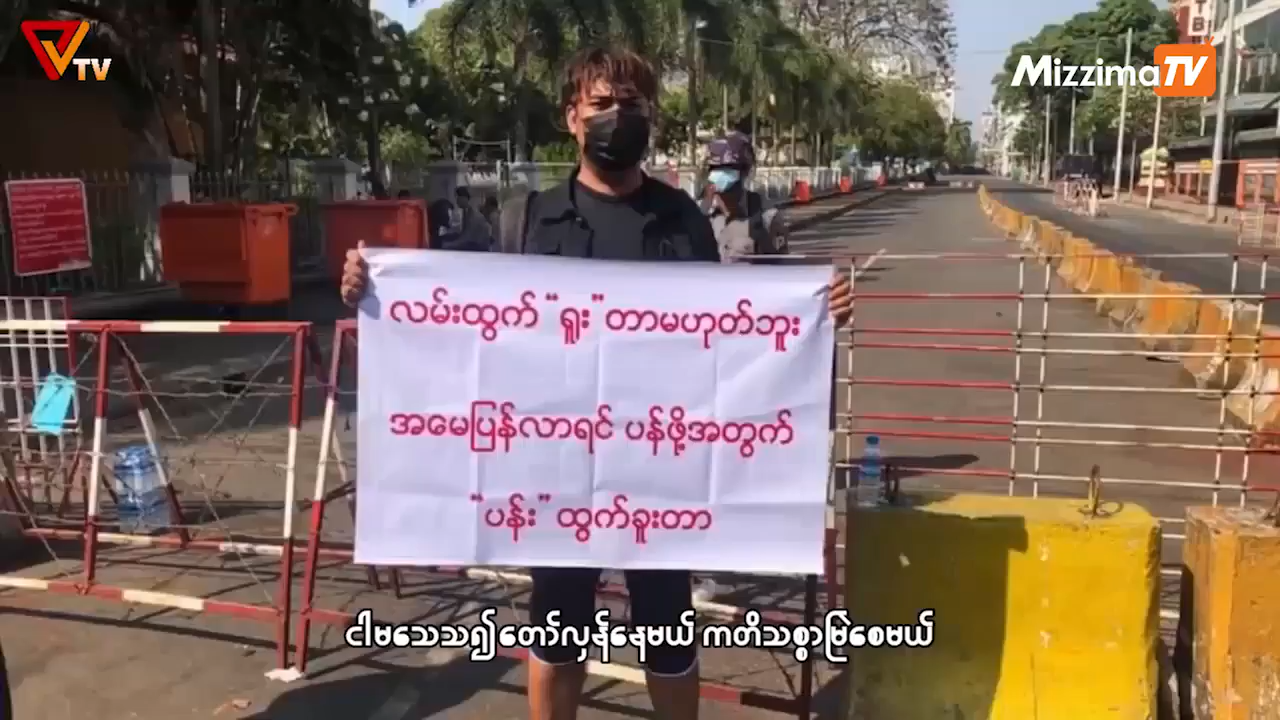 TV
MizzimaTV
လမ်းထွက် "ရူး" တာမဟုတ်ဘူး
အမေပြန်လာရင် ပန်ဖို့အတွက်
"ပန်း" ထွက်ခူးတာ
ငါမသေသ၍တော်လှန်နေမယ် ကတိသစ္စာမြဲစေမယ်